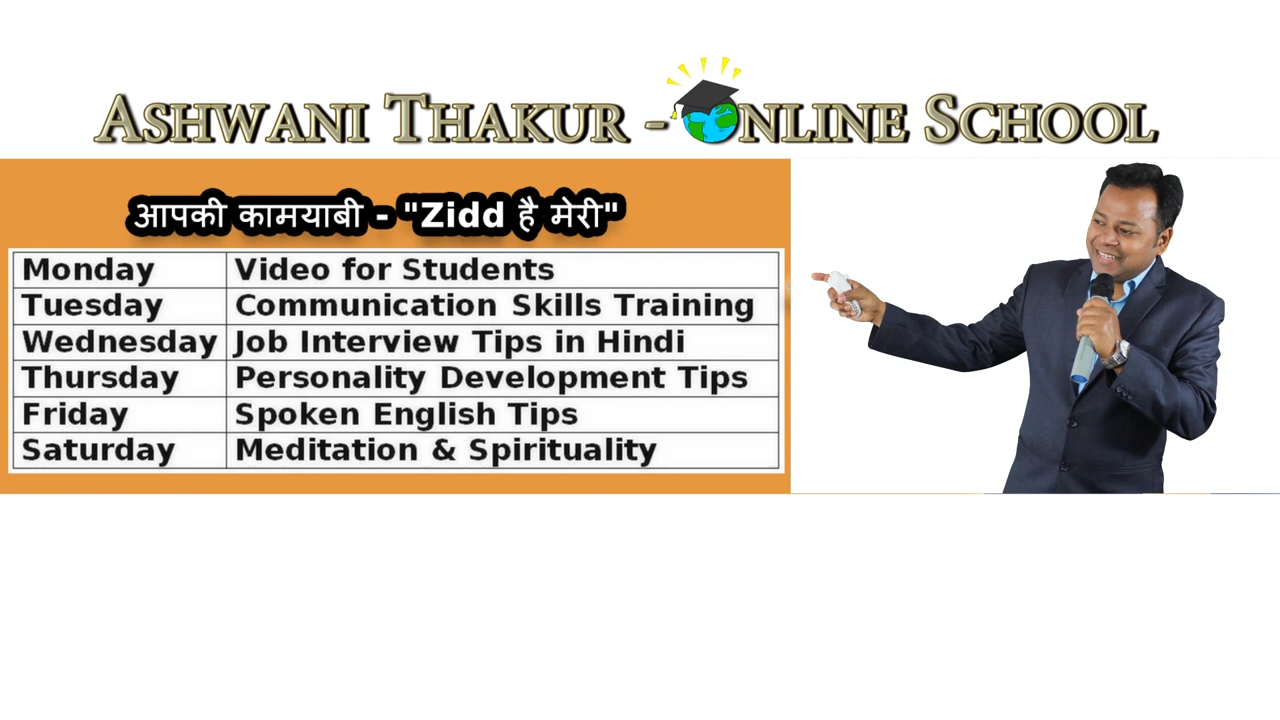 ASHWANI THAKUR - ONLINE SCHOOL
आपकी कामयाबी - "Zidd है मेरी"
Monday Video for Students
Tuesday Communication Skills Training
Wednesday Job Interview Tips in Hindi
Thursday Personality Development Tips
Friday Spoken English Tips
Saturday Meditation & Spirituality